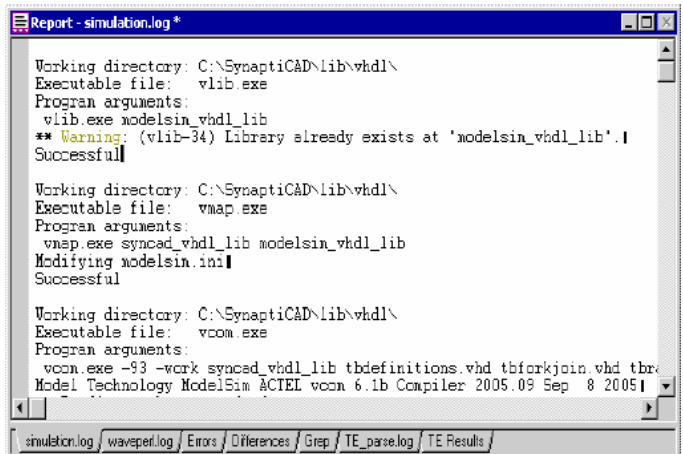 Report - simulation.log *
Working directory: C:\SynaptiCAD\lib\vhdl\
Executable file: vlib.exe
Program arguments:
vlib.exe modelsim_vhdl_lib
** Warning: (vlib-34) Library already exists at 'modelsim_vhdl_lib'.
Successful
Working directory: C:\SynaptiCAD\lib\vhdl\
Executable file: vmap.exe
Program arguments:
vmap.exe syncad_vhdl_lib modelsim_vhdl_lib
Modifying modelsim.ini
Successful
Working directory: C:\SynaptiCAD\lib\vhdl\
Executable file: vcom.exe
Program arguments:
vcom.exe -93 -work syncad_vhdl_lib tbdefinitions.vhd tbforkjoin.vhd tbra
Model Technology ModelSim ACTEL vcom 6.1b Compiler 2005.09 Sep 8 2005
simulation.log waveperl.log Errors Differences Grep TE_parse.log TE Results